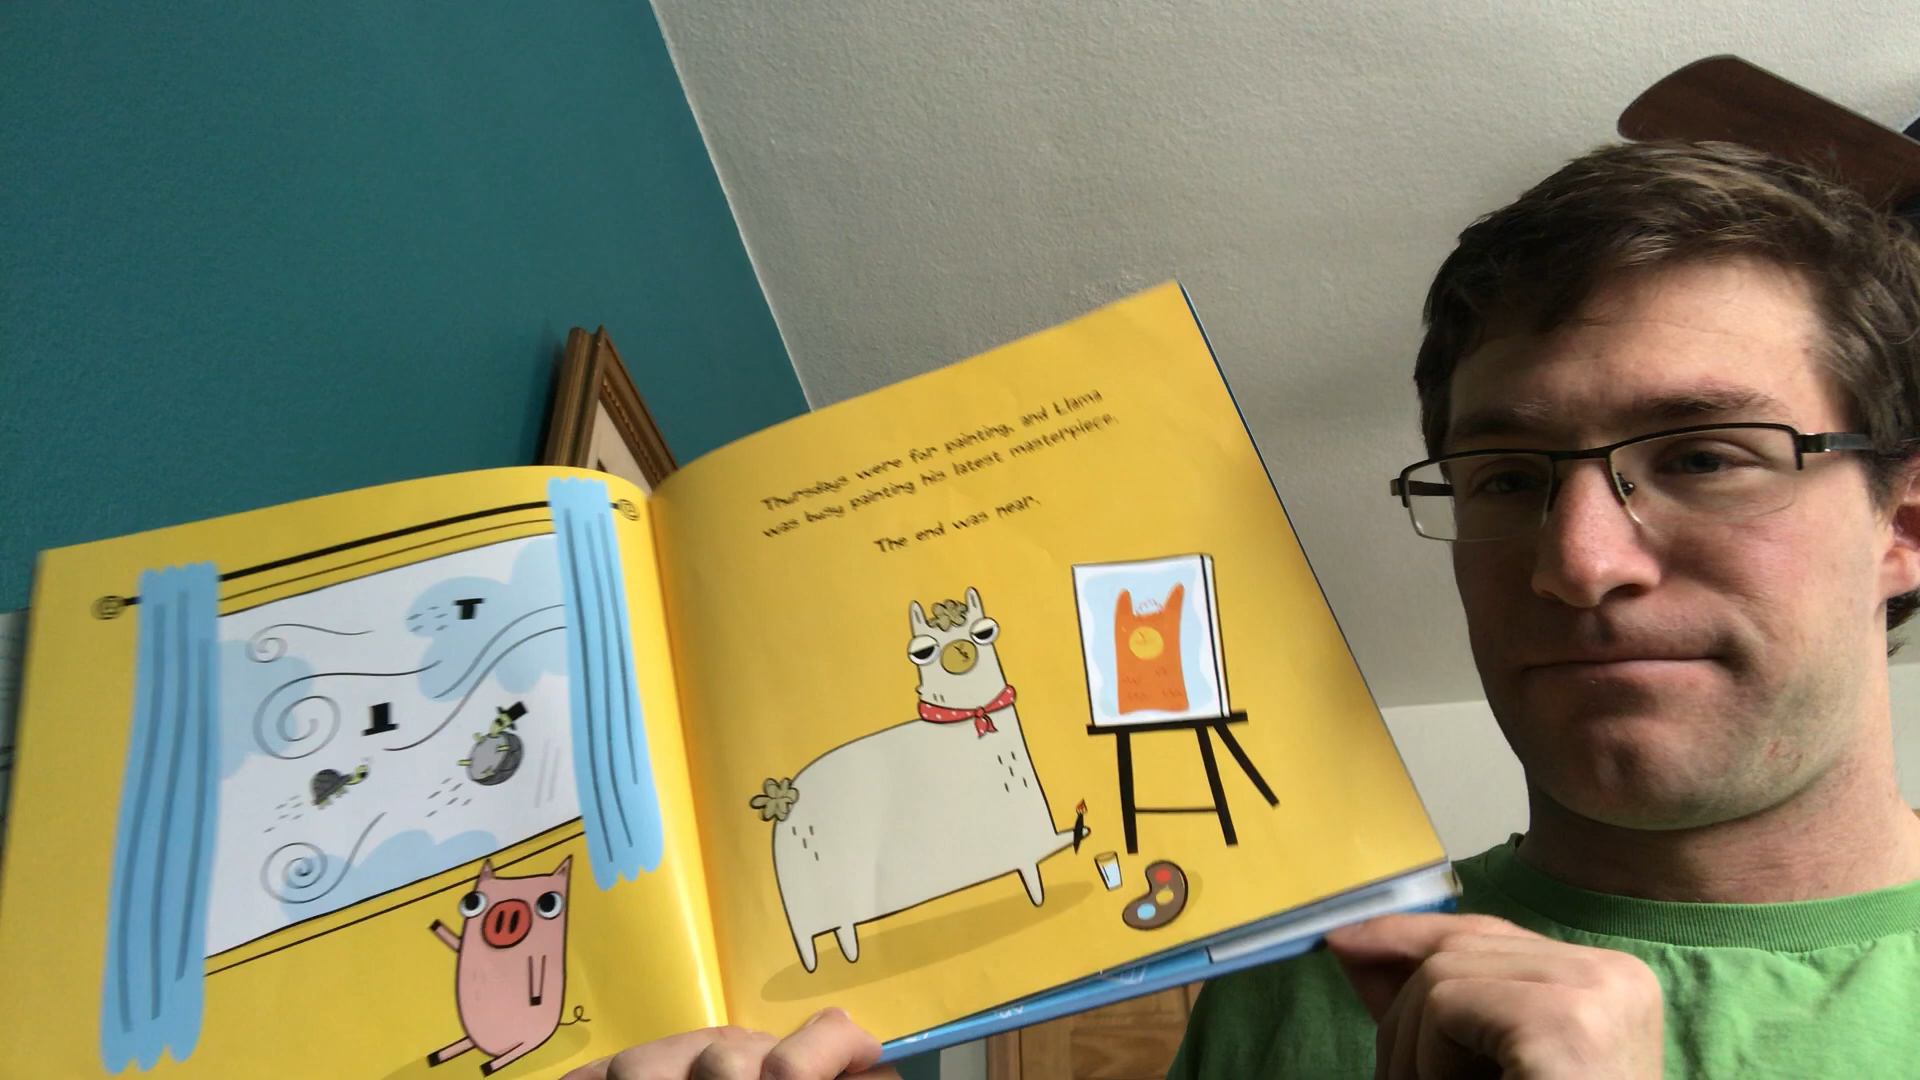 Thursdays were for painting, and Llama
was busy painting his latest masterpiece.
The end was near.